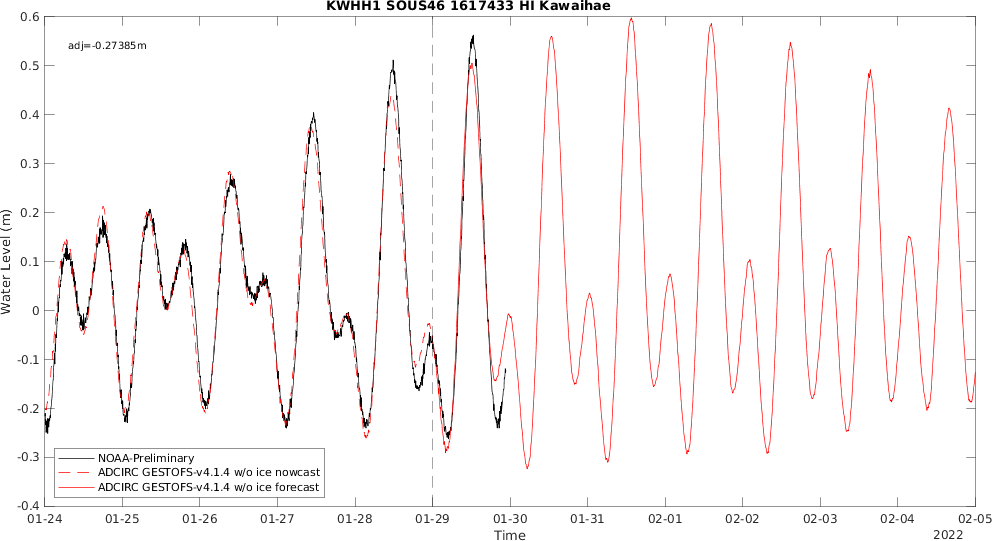 KWHH1 SOUS46 1617433 HI Kawaihae
adj=-0.27385m
0.6
0.5
0.4
0.3
0.2
0.1
0
-0.1
-0.2
-0.3
-0.4
Water Level (m)
NOAA-Preliminary
ADCIRC GESTOFS-v4.1.4 w/o ice nowcast
ADCIRC GESTOFS-v4.1.4 w/o ice forecast
01-24 01-25 01-26 01-27 01-28 01-29 01-30 01-31 02-01 02-02 02-03 02-04 02-05
Time
2022